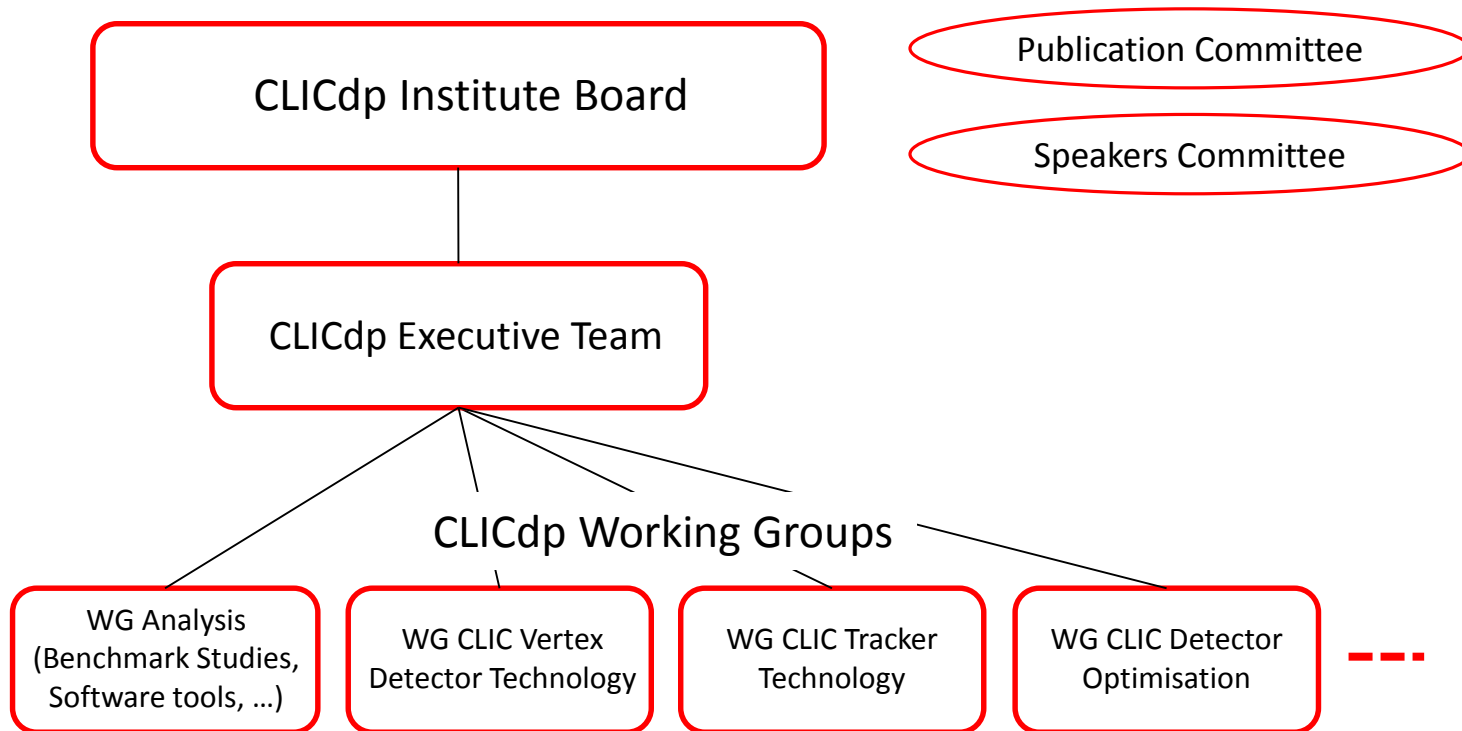 CLICdp Institute Board
Publication Committee
Speakers Committee
CLICdp Executive Team
CLICdp Working Groups
WG Analysis
(Benchmark Studies,
Software tools, …)
WG CLIC Vertex
Detector Technology
WG CLIC Tracker
Technology
WG CLIC Detector
Optimisation